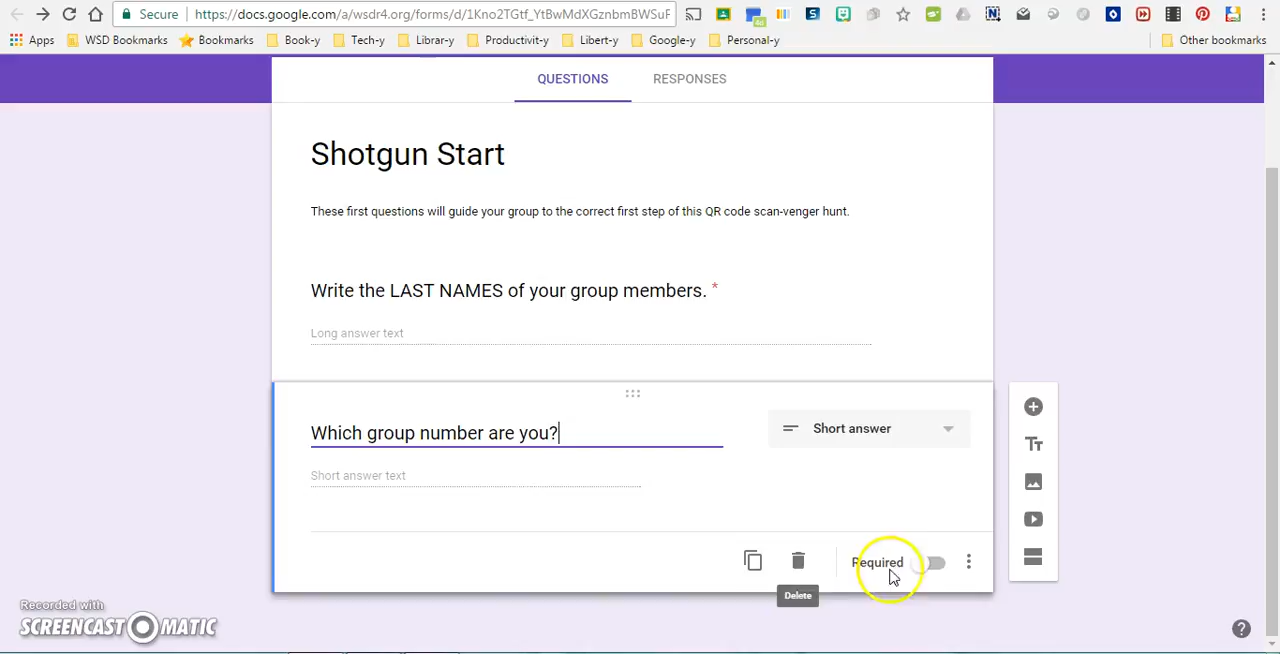 Secure https://docs.google.com/a/wsdr4.org/forms/d/1Kno2TGtf_YtBwMdXGznbmBWSuF
Apps WSD Bookmarks Bookmarks Book-y Tech-y Librar-y Productivit-y Libert-y Google-y Personal-y Other bookmarks
QUESTIONS RESPONSES
Shotgun Start
These first questions will guide your group to the correct first step of this QR code scan-venger hunt.
Write the LAST NAMES of your group members. *
Long answer text
Which group number are you? Short answer
Short answer text
Required
Delete
Recorded with
SCREENCAST MATIC